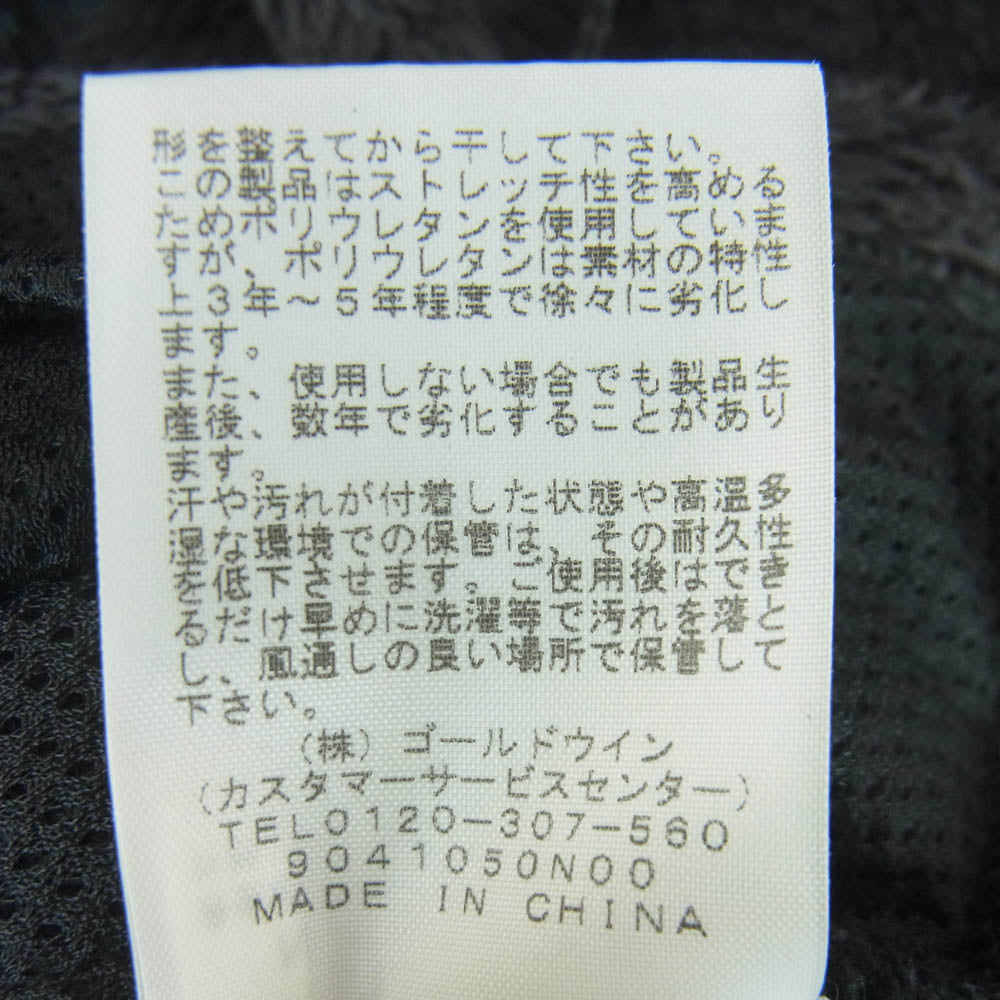 形を整えてから干して下さい。
この製品はストレッチ性を高める
ため、ポリウレタンを使用していま
すが、ポリウレタンは素材の特性
上3年～5年程度で徐々に劣化し
ます。
また、使用しない場合でも製品生
産後、数年で劣化することがあり
ます。
汗や汚れが付着した状態や高温多
湿な環境での保管は、その耐久性
を低下させます。ご使用後はでき
るだけ早めに洗濯等で汚れを落と
し、風通しの良い場所で保管して
下さい。
(株)ゴールドウイン
(カスタマーサービスセンター)
TEL0120-307-560
9041050N00
MADE IN CHINA